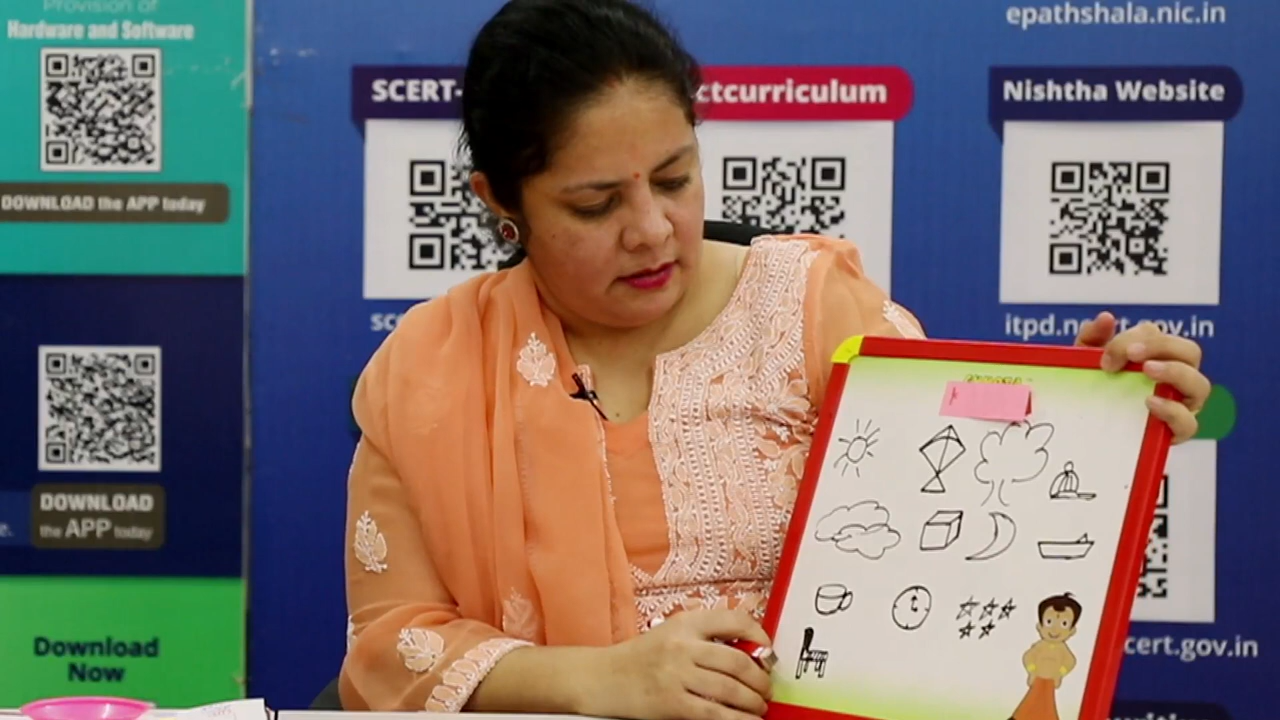 Provision of
Hardware and Software
DOWNLOAD the APP today
DOWNLOAD
the APP today
Download
Now
epathshala.nic.in
SCERT-
ctcurriculum
Nishtha Website
itpd.ncert.gov.in
cert.gov.in